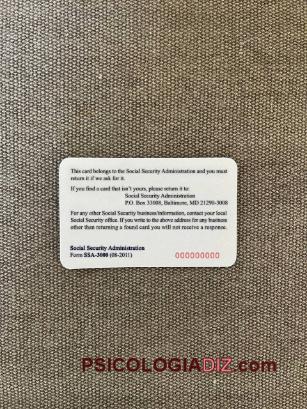 This card belongs to the Social Security Administration and you must
return it if we ask for it.
If you find a card that isn't yours, please return it to:
Social Security Administration
P.O. Box 33008, Baltimore, MD 21290-3008
For any other Social Security business/information, contact your local
Social Security office. If you write to the above address for any business
other than returning a found card you will not receive a response.
Social Security Administration
Form SSA-3000 (08-2011)
000000000
PSICOLOGIADIZ.com